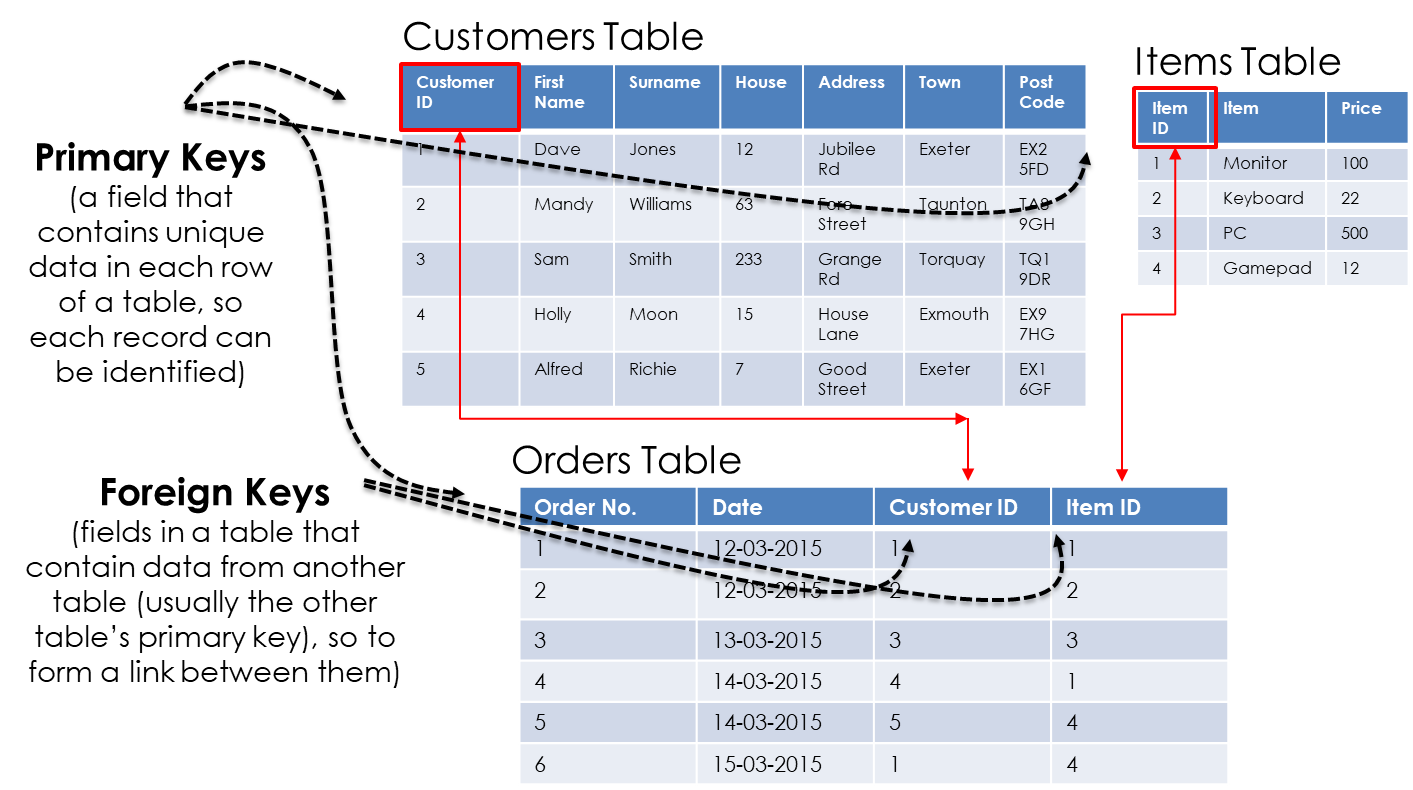 Customers Table
Customer ID First Name Surname House Address Town Post Code
1 Dave Jones 12 Jubilee Rd Exeter EX2 5FD
2 Mandy Williams 63 Fore Street Taunton TA8 9GH
3 Sam Smith 233 Grange Rd Torquay TQ1 9DR
4 Holly Moon 15 House Lane Exmouth EX9 7HG
5 Alfred Richie 7 Good Street Exeter EX1 6GF
Items Table
Item ID Item Price
1 Monitor 100
2 Keyboard 22
3 PC 500
4 Gamepad 12
Primary Keys
(a field that
contains unique
data in each row
of a table, so
each record can
be identified)
Foreign Keys
(fields in a table that
contain data from another
table (usually the other
table’s primary key), so to
form a link between them)
Orders Table
Order No. Date Customer ID Item ID
1 12-03-2015 1 1
2 12-03-2015 2 2
3 13-03-2015 3 3
4 14-03-2015 4 1
5 14-03-2015 5 4
6 15-03-2015 1 4